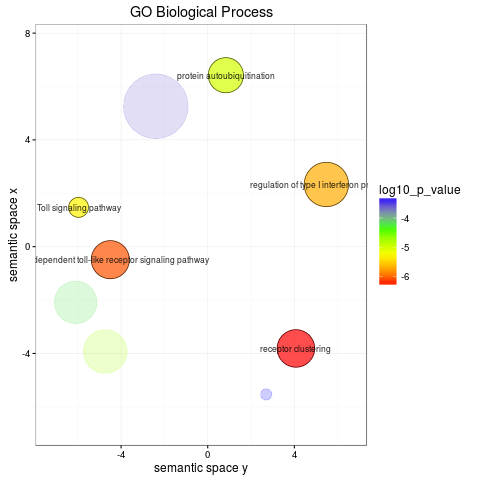 GO Biological Process
8
4
0
-4
semantic space x
protein autoubiquitination
regulation of type I interferon pr
Toll signaling pathway
dependent toll-like receptor signaling pathway
receptor clustering
-4
0
4
semantic space y
log10_p_value
-4
-5
-6